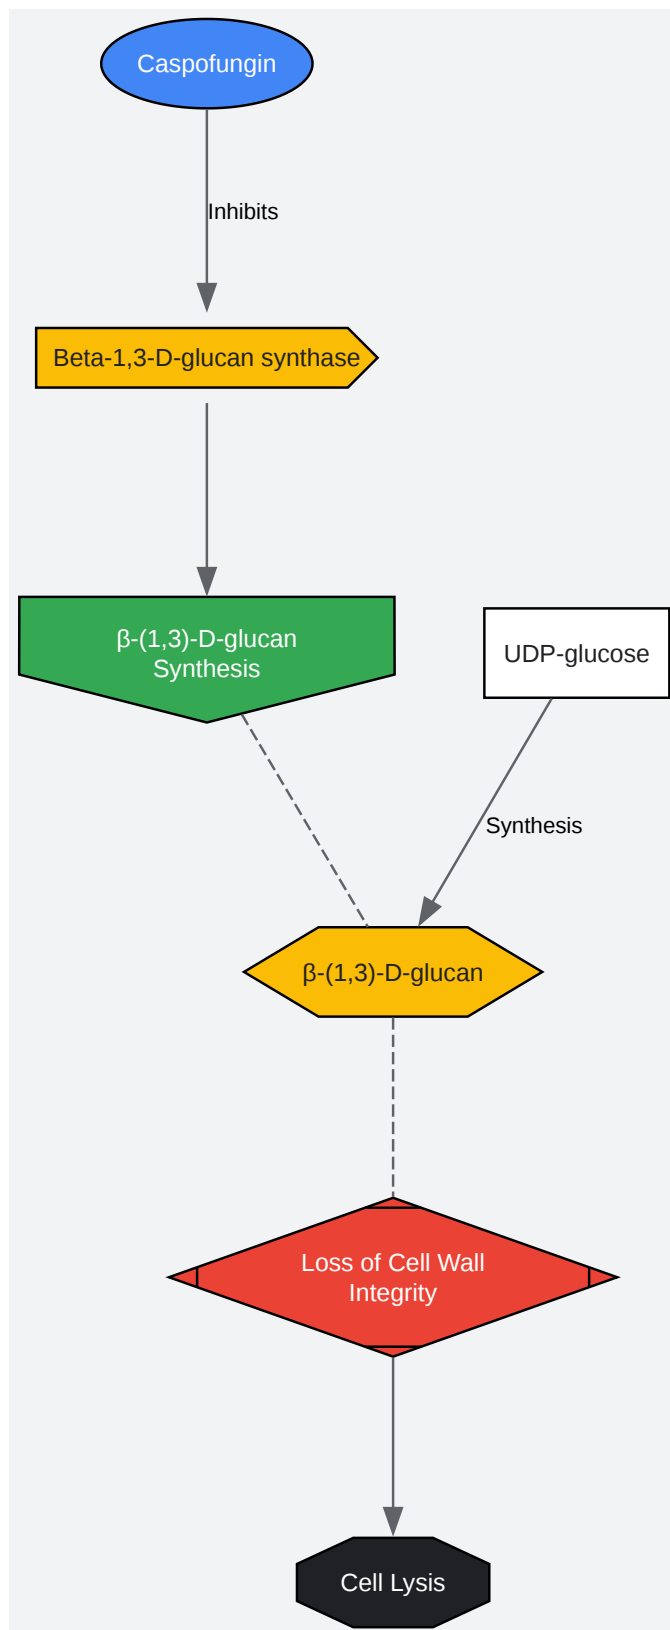 Caspofungin
Inhibits
Beta-1,3-D-glucan synthase
β-(1,3)-D-glucan
Synthesis
UDP-glucose
Synthesis
β-(1,3)-D-glucan
Loss of Cell Wall
Integrity
Cell Lysis